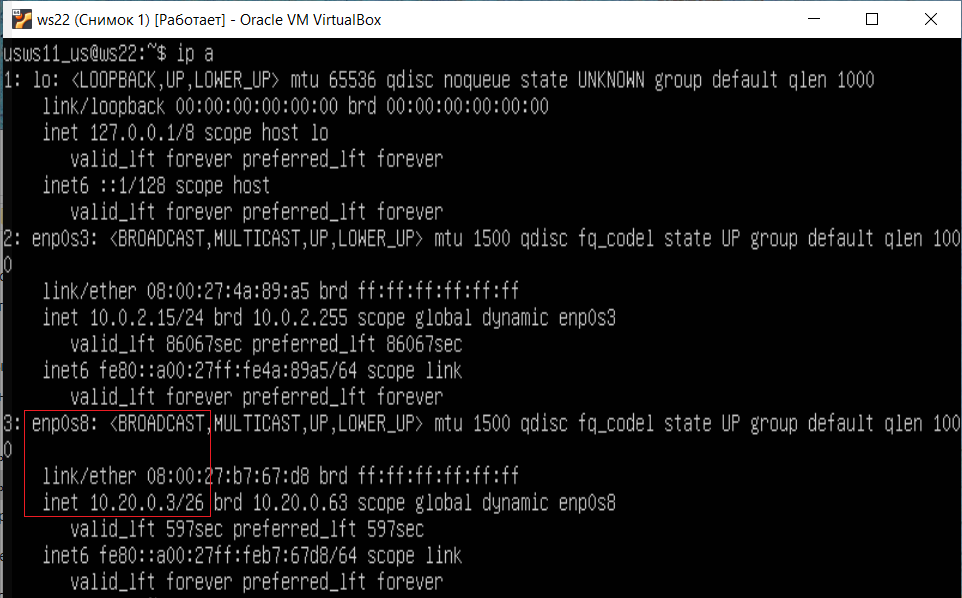 ws22 (Снимок 1) [Работает] - Oracle VM VirtualBox
usws11_us@ws22:~$ ip a
1: lo: <LOOPBACK,UP,LOWER_UP> mtu 65536 qdisc noqueue state UNKNOWN group default qlen 1000
link/loopback 00:00:00:00:00:00 brd 00:00:00:00:00:00
inet 127.0.0.1/8 scope host lo
valid_lft forever preferred_lft forever
inet6 ::1/128 scope host
valid_lft forever preferred_lft forever
2: enp0s3: <BROADCAST,MULTICAST,UP,LOWER_UP> mtu 1500 qdisc fq_codel state UP group default qlen 100
0
link/ether 08:00:27:4a:89:a5 brd ff:ff:ff:ff:ff:ff
inet 10.0.2.15/24 brd 10.0.2.255 scope global dynamic enp0s3
valid_lft 86067sec preferred_lft 86067sec
inet6 fe80::a00:27ff:fe4a:89a5/64 scope link
valid_lft forever preferred_lft forever
3: enp0s8: <BROADCAST,MULTICAST,UP,LOWER_UP> mtu 1500 qdisc fq_codel state UP group default qlen 100
0
link/ether 08:00:27:b7:67:d8 brd ff:ff:ff:ff:ff:ff
inet 10.20.0.3/26 brd 10.20.0.63 scope global dynamic enp0s8
valid_lft 597sec preferred_lft 597sec
inet6 fe80::a00:27ff:feb7:67d8/64 scope link
valid_lft forever preferred_lft forever